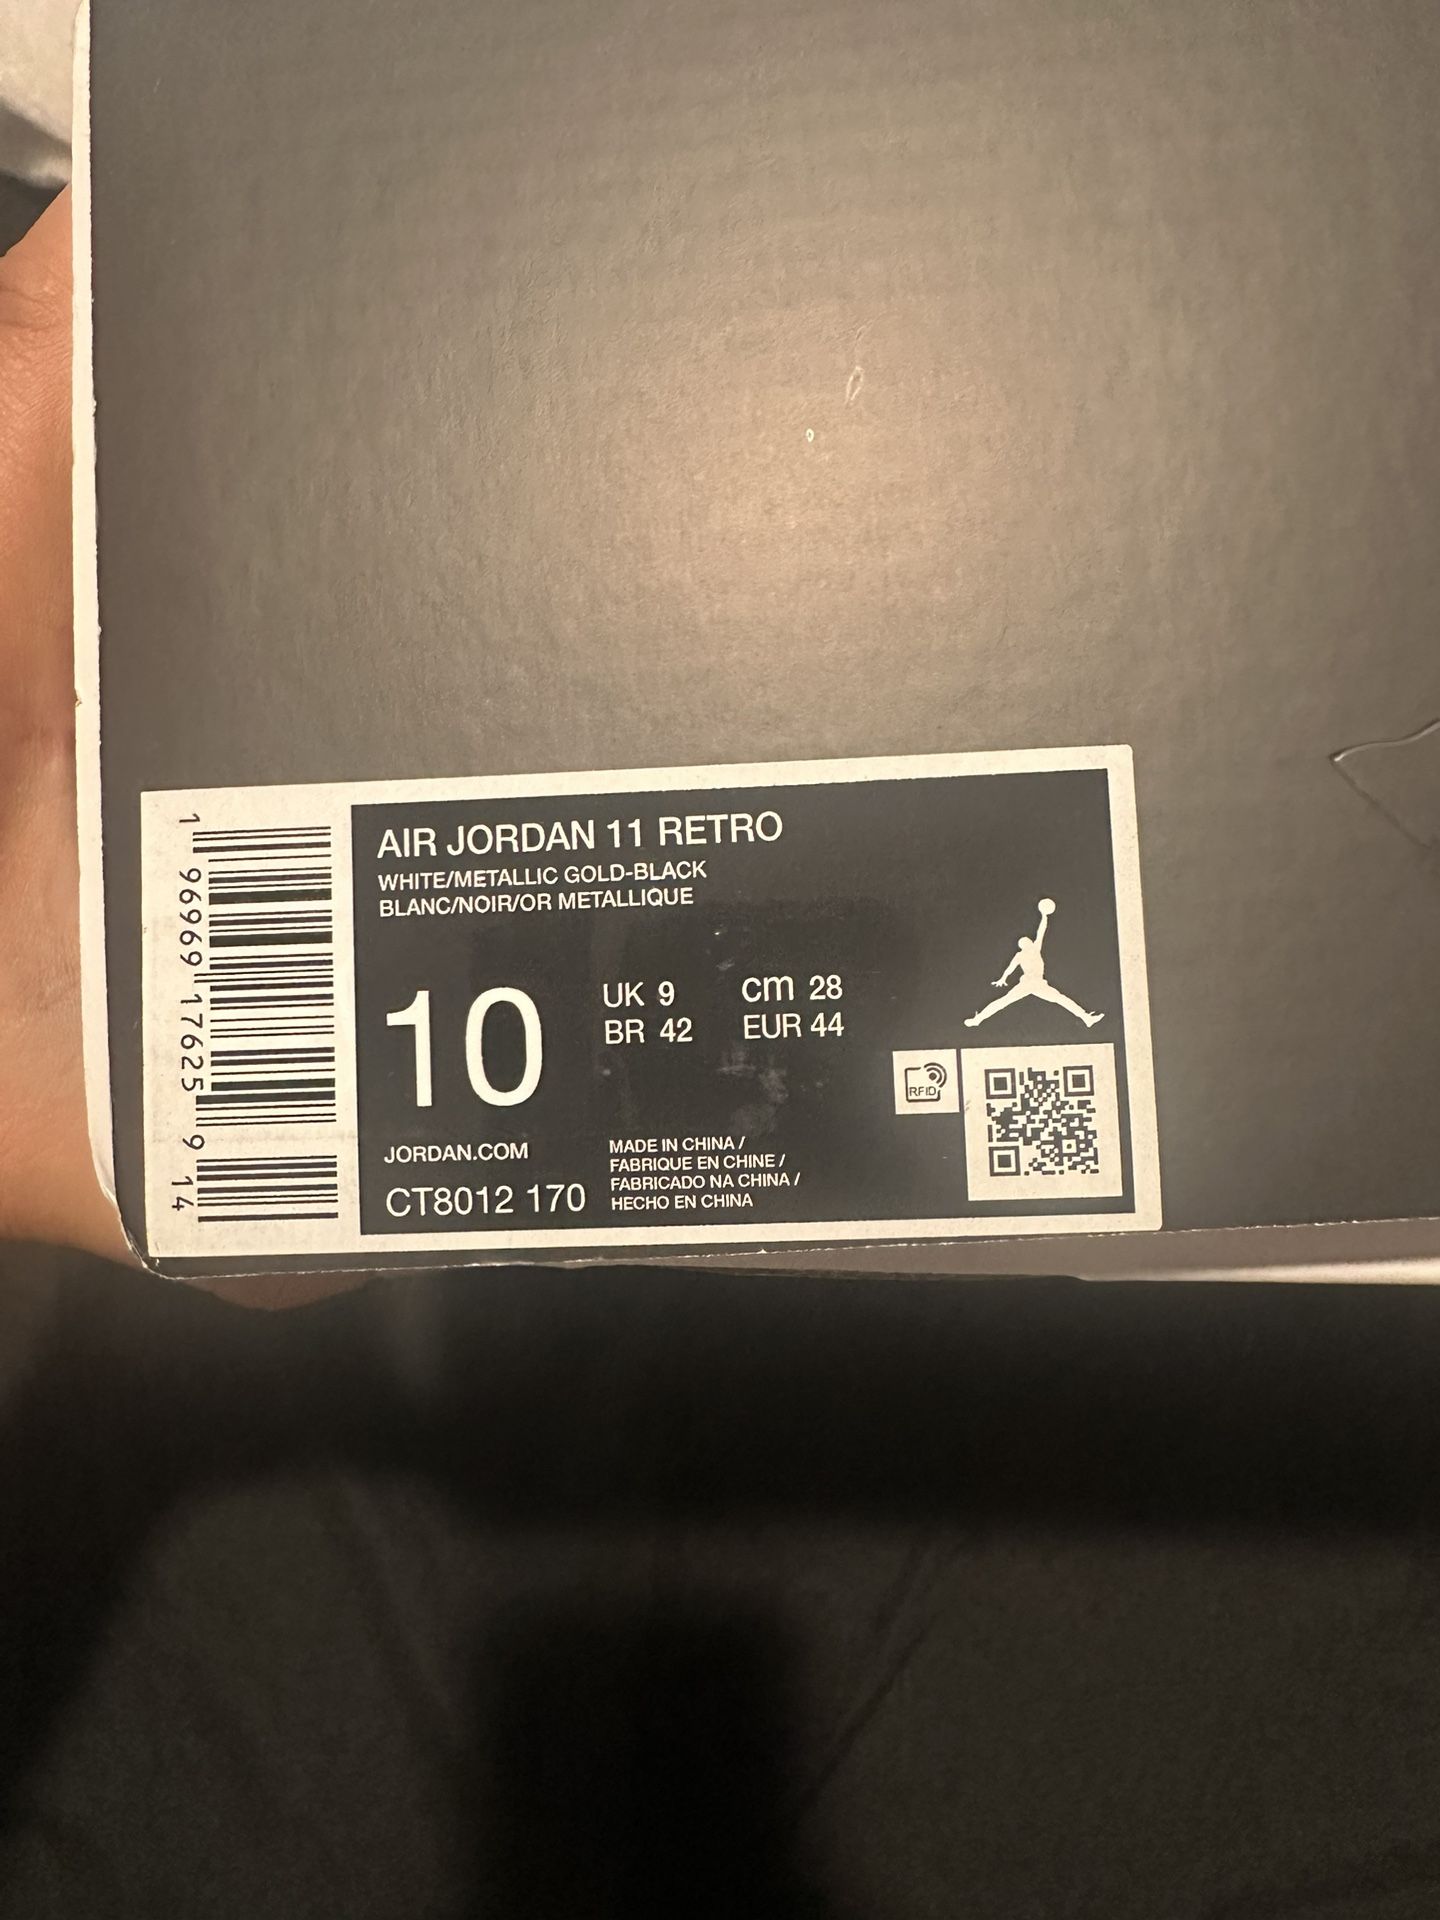 AIR JORDAN 11 RETRO
WHITE/METALLIC GOLD-BLACK
BLANC/NOIR/OR METALLIQUE
10
UK 9
BR 42
cm 28
EUR 44
RFID
JORDAN.COM
CT8012 170
MADE IN CHINA /
FABRIQUE EN CHINE /
FABRICADO NA CHINA /
HECHO EN CHINA
1 96969 17625 9 14